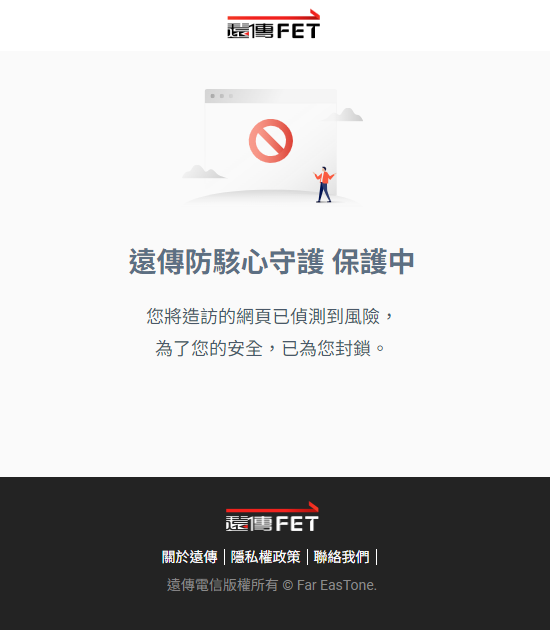 遠傳FET
遠傳防駭心守護 保護中
您將造訪的網頁已偵測到風險，
為了您的安全，已為您封鎖。
遠傳FET
關於遠傳│隱私權政策│聯絡我們│
遠傳電信版權所有 © Far EasTone.